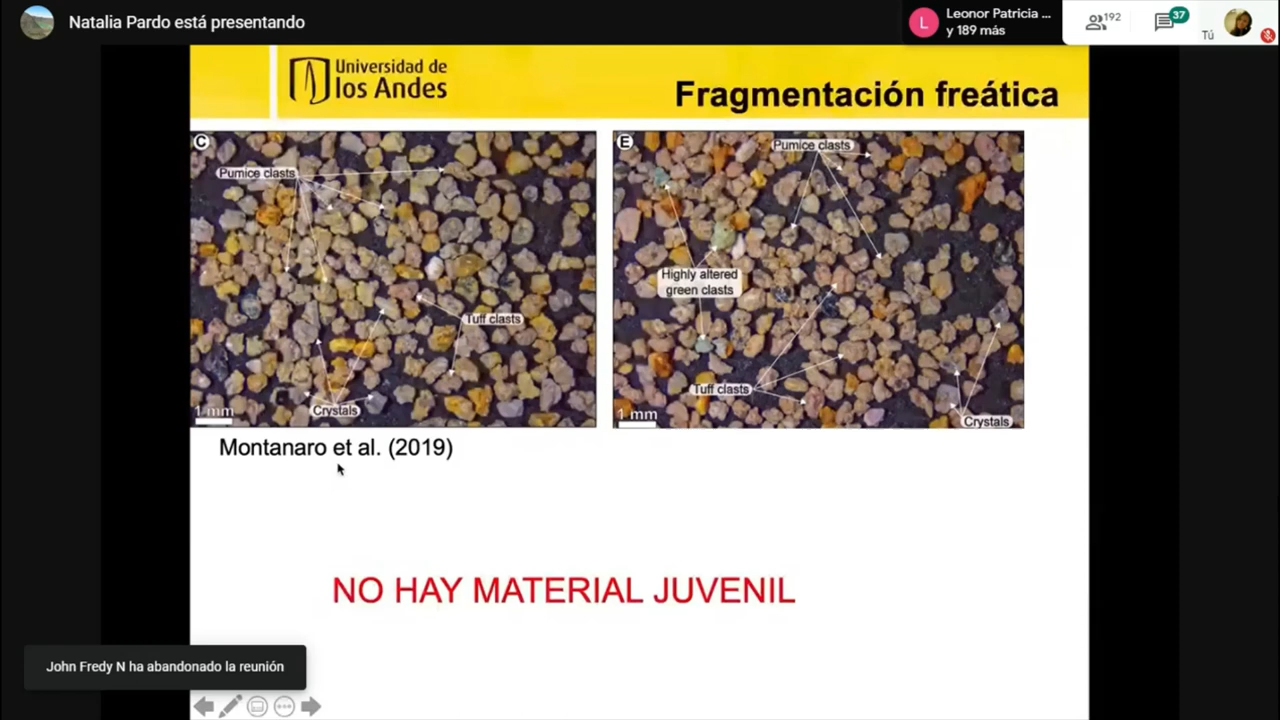 Natalia Pardo está presentando
Leonor Patricia ...
y 189 más
192
37
Tú
L
Universidad de
los Andes
Fragmentación freática
C
Pumice clasts
Tuff clasts
Crystals
1 mm
E
Pumice clasts
Highly altered
green clasts
Tuff clasts
Crystals
1 mm
Montanaro et al. (2019)
NO HAY MATERIAL JUVENIL
John Fredy N ha abandonado la reunión